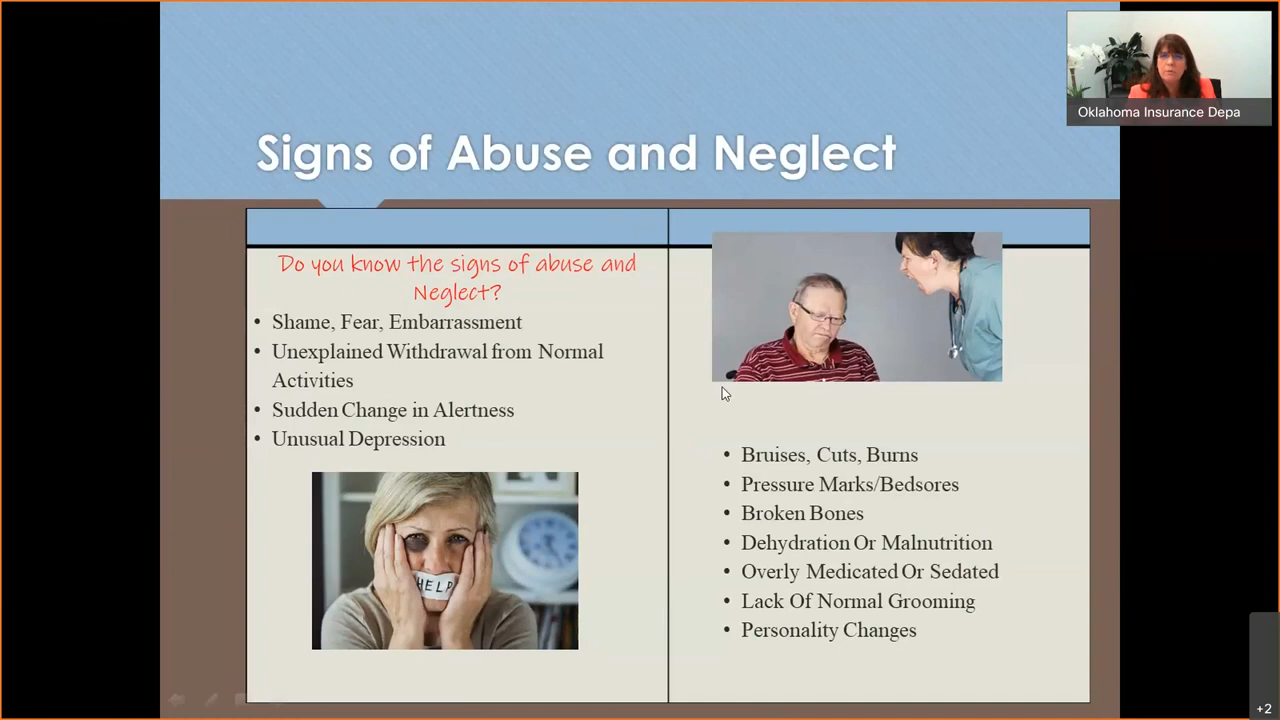 Oklahoma Insurance Depa
Signs of Abuse and Neglect
Do you know the signs of abuse and
Neglect?
• Shame, Fear, Embarrassment
• Unexplained Withdrawal from Normal
Activities
• Sudden Change in Alertness
• Unusual Depression
HELP
• Bruises, Cuts, Burns
• Pressure Marks/Bedsores
• Broken Bones
• Dehydration Or Malnutrition
• Overly Medicated Or Sedated
• Lack Of Normal Grooming
• Personality Changes
+2